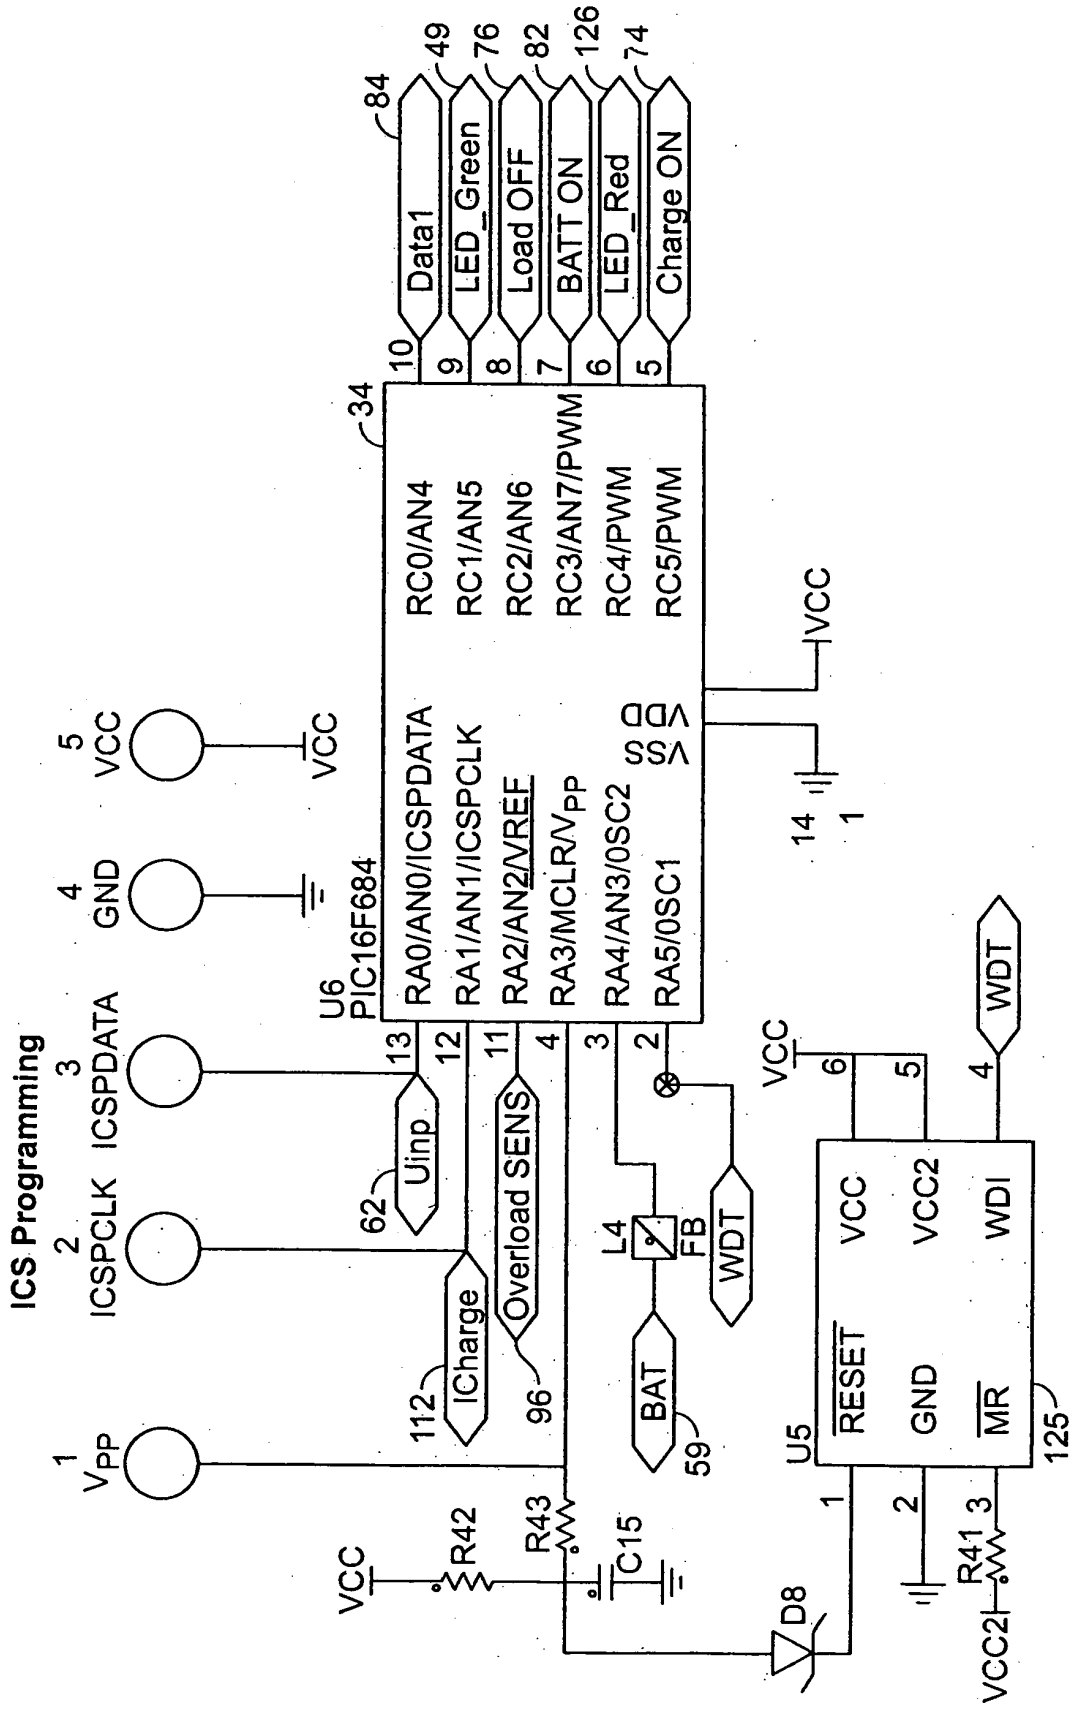 ICS Programming
1
VPP
2
ICSPCLK
3
ICSPDATA
4
GND
5
VCC
VCC
VCC
R42
R43
C15
D8
112
ICharge
62
Uinp
Overload SENS
96
BAT
59
L4
FB
WDT
U6
PIC16F684
34
13
12
11
4
3
2
RA0/AN0/ICSPDATA
RA1/AN1/ICSPCLK
RA2/AN2/VREF
RA3/MCLR/VPP
RA4/AN3/0SC2
RA5/0SC1
VSS
VDD
RC0/AN4
RC1/AN5
RC2/AN6
RC3/AN7/PWM
RC4/PWM
RC5/PWM
10
9
8
7
6
5
Data1
LED_Green
Load OFF
BATT ON
LED_Red
Charge ON
84
49
76
82
126
74
14
1
VCC
U5
125
RESET
GND
MR
VCC
VCC2
WDI
1
2
3
R41
VCC2
VCC
6
5
4
WDT